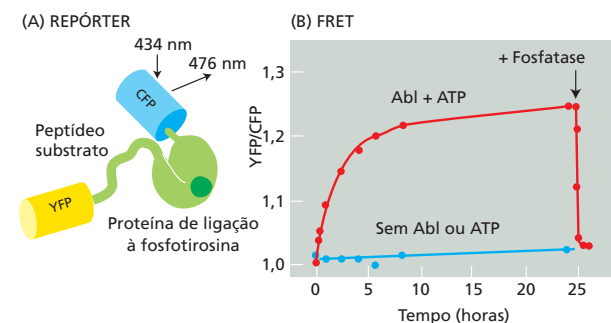 (A) REPÓRTER
434 nm
476 nm
CFP
Peptídeo
substrato
YFP
Proteína de ligação
à fosfotirosina
(B) FRET
+ Fosfatase
1,3
Abl + ATP
1,2
YFP/CFP
1,1
Sem Abl ou ATP
1,0
0
5
10
15
20
25
Tempo (horas)